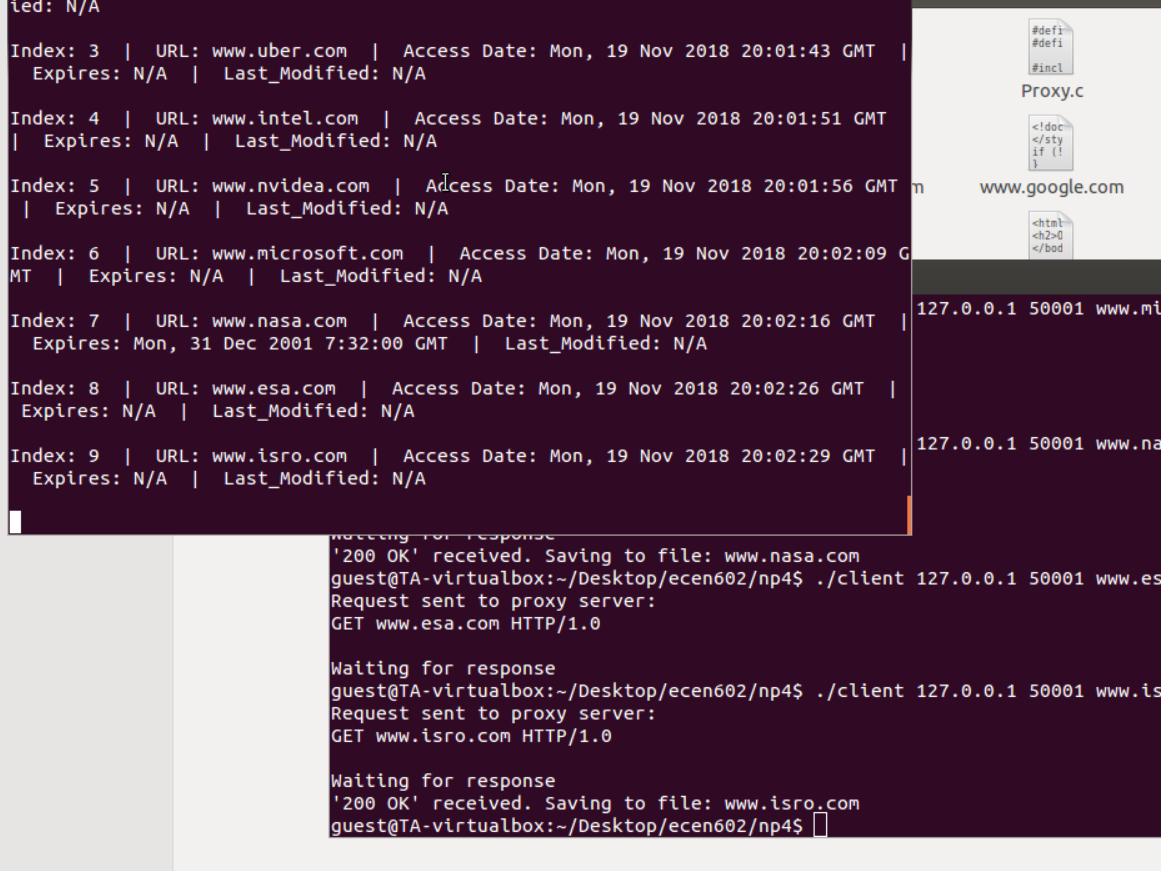 ied: N/A
Index: 3  |  URL: www.uber.com  |  Access Date: Mon, 19 Nov 2018 20:01:43 GMT  |
  Expires: N/A  |  Last_Modified: N/A
Index: 4  |  URL: www.intel.com  |  Access Date: Mon, 19 Nov 2018 20:01:51 GMT
|  Expires: N/A  |  Last_Modified: N/A
Index: 5  |  URL: www.nvidea.com  |  Access Date: Mon, 19 Nov 2018 20:01:56 GMT
 |  Expires: N/A  |  Last_Modified: N/A
Index: 6  |  URL: www.microsoft.com  |  Access Date: Mon, 19 Nov 2018 20:02:09 G
MT  |  Expires: N/A  |  Last_Modified: N/A
Index: 7  |  URL: www.nasa.com  |  Access Date: Mon, 19 Nov 2018 20:02:16 GMT  |
  Expires: Mon, 31 Dec 2001 7:32:00 GMT  |  Last_Modified: N/A
Index: 8  |  URL: www.esa.com  |  Access Date: Mon, 19 Nov 2018 20:02:26 GMT  |
 Expires: N/A  |  Last_Modified: N/A
Index: 9  |  URL: www.isro.com  |  Access Date: Mon, 19 Nov 2018 20:02:29 GMT  |
  Expires: N/A  |  Last_Modified: N/A
#defi
#defi
#incl
Proxy.c
<!doc
</sty
if (!
}
m
www.google.com
<html
<h2>0
</bod
127.0.0.1 50001 www.mi
127.0.0.1 50001 www.na
Waiting for response
'200 OK' received. Saving to file: www.nasa.com
guest@TA-virtualbox:~/Desktop/ecen602/np4$ ./client 127.0.0.1 50001 www.es
Request sent to proxy server:
GET www.esa.com HTTP/1.0
Waiting for response
guest@TA-virtualbox:~/Desktop/ecen602/np4$ ./client 127.0.0.1 50001 www.is
Request sent to proxy server:
GET www.isro.com HTTP/1.0
Waiting for response
'200 OK' received. Saving to file: www.isro.com
guest@TA-virtualbox:~/Desktop/ecen602/np4$